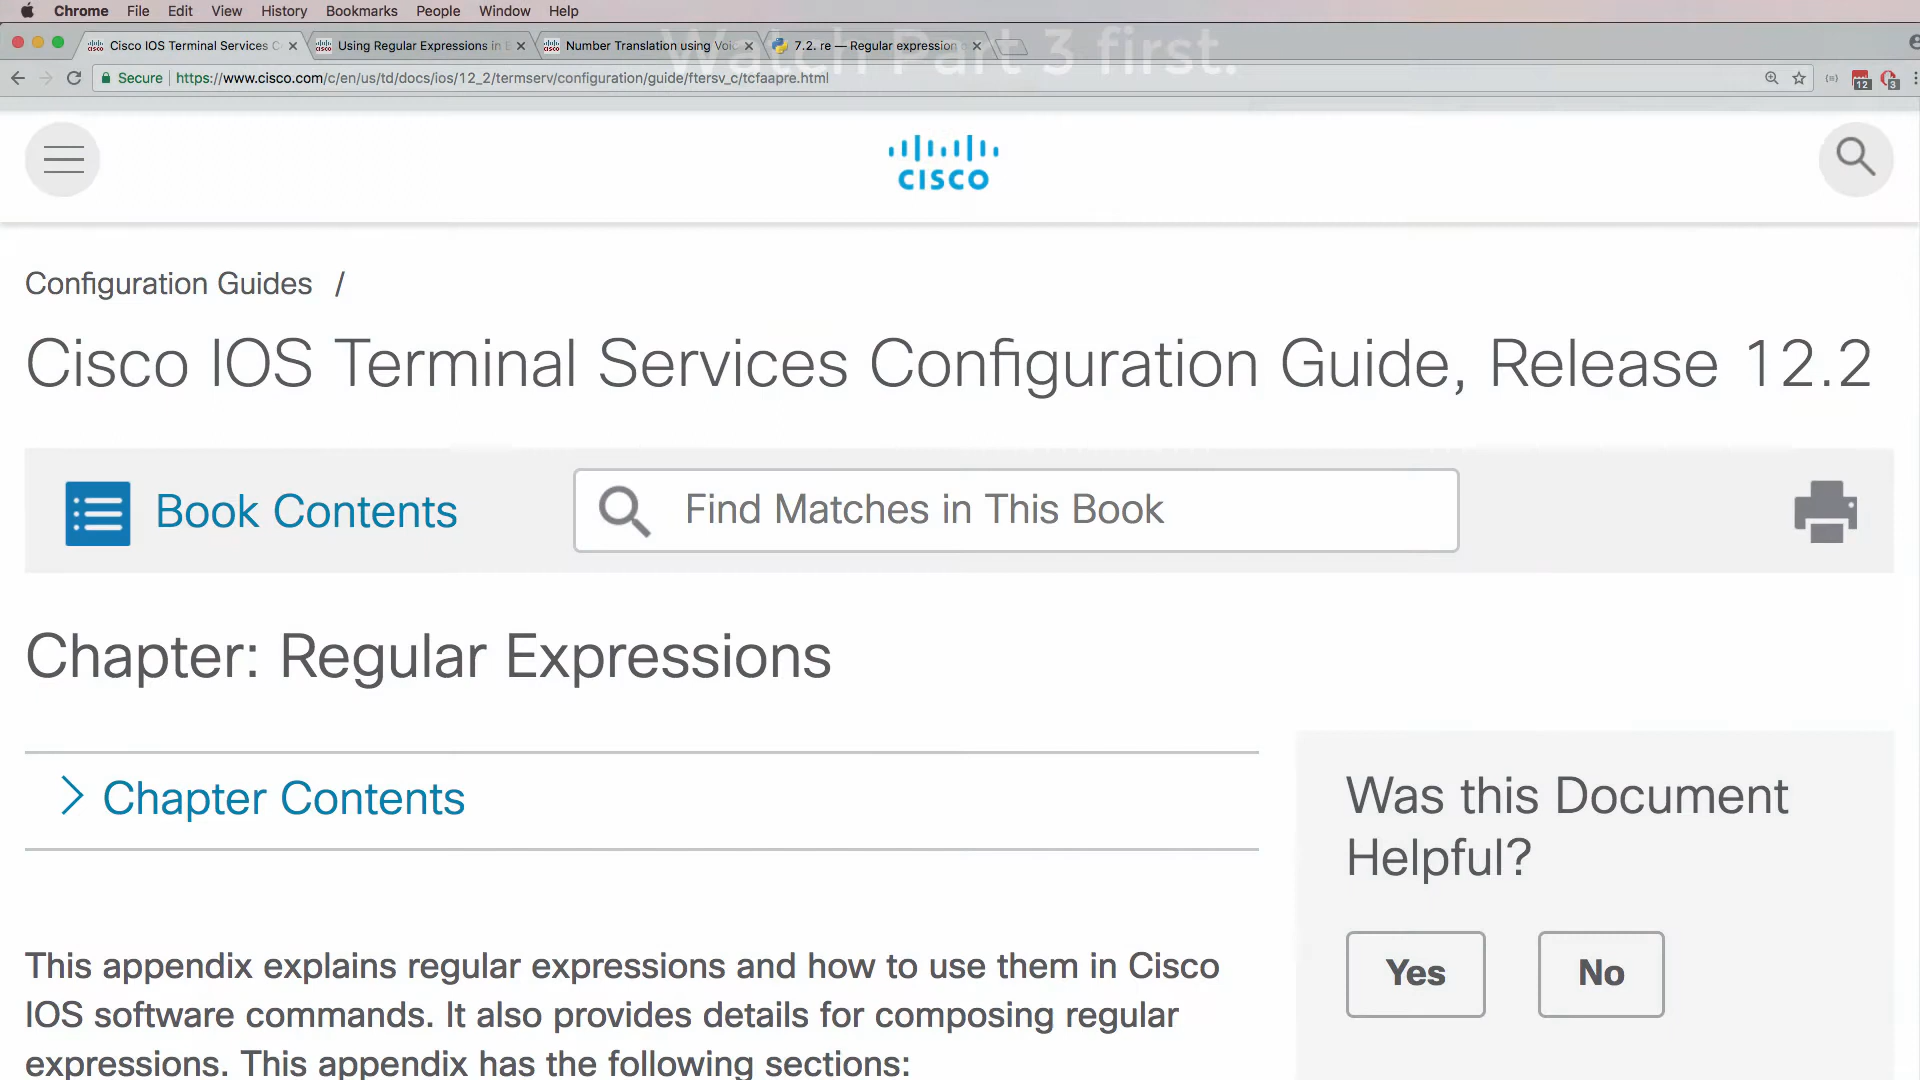 Chrome File Edit View History Bookmarks People Window Help
Watch Part 3 first.
Cisco IOS Terminal Services C
Using Regular Expressions in B
Number Translation using Voic
7.2. re — Regular expression
Secure https://www.cisco.com/c/en/us/td/docs/ios/12_2/termserv/configuration/guide/ftersv_c/tcfaapre.html
12
3
CISCO
Configuration Guides /
Cisco IOS Terminal Services Configuration Guide, Release 12.2
Book Contents
Find Matches in This Book
Chapter: Regular Expressions
Chapter Contents
Was this Document
Helpful?
Yes
No
This appendix explains regular expressions and how to use them in Cisco
IOS software commands. It also provides details for composing regular
expressions. This appendix has the following sections: